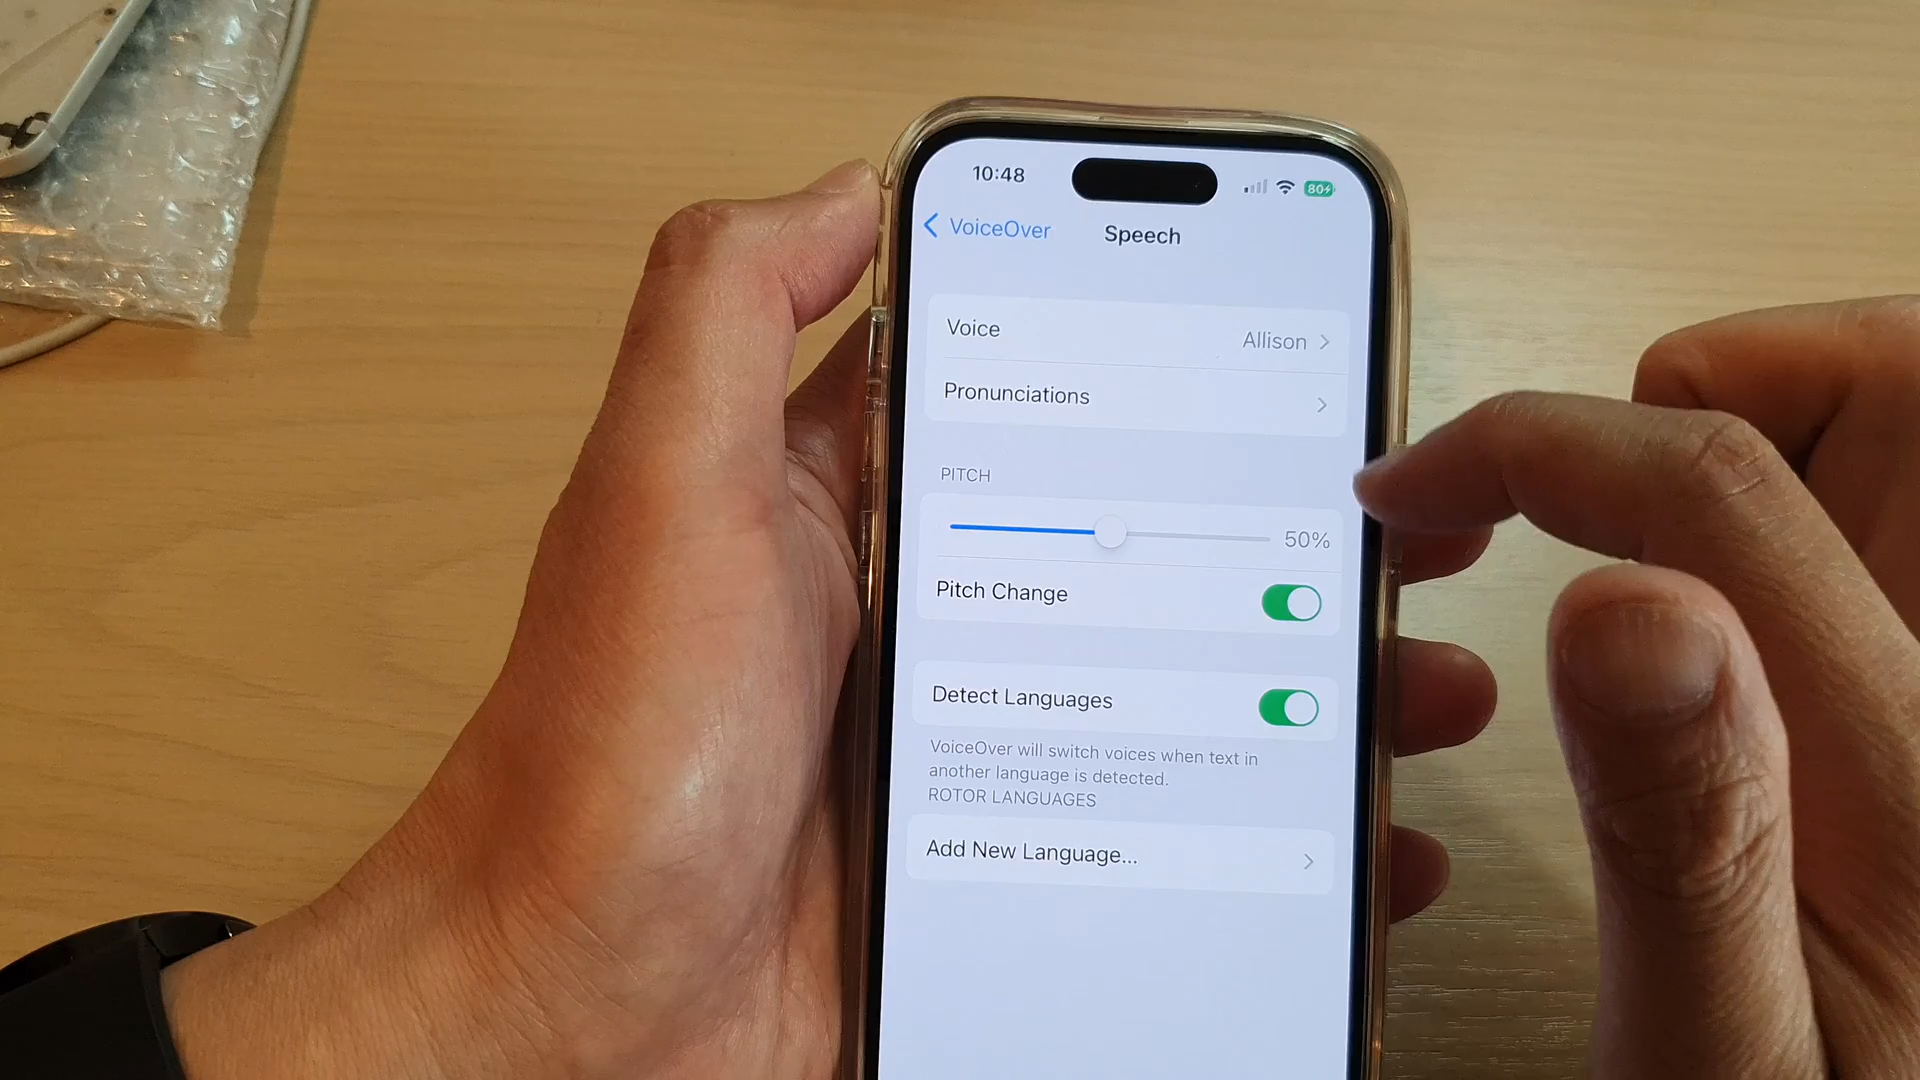 10:48
80
VoiceOver
Speech
Voice
Allison
Pronunciations
PITCH
50%
Pitch Change
Detect Languages
VoiceOver will switch voices when text in
another language is detected.
ROTOR LANGUAGES
Add New Language...